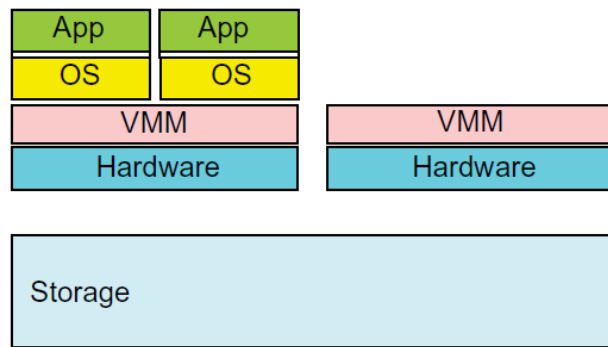 App App
OS OS
VMM VMM
Hardware Hardware
Storage